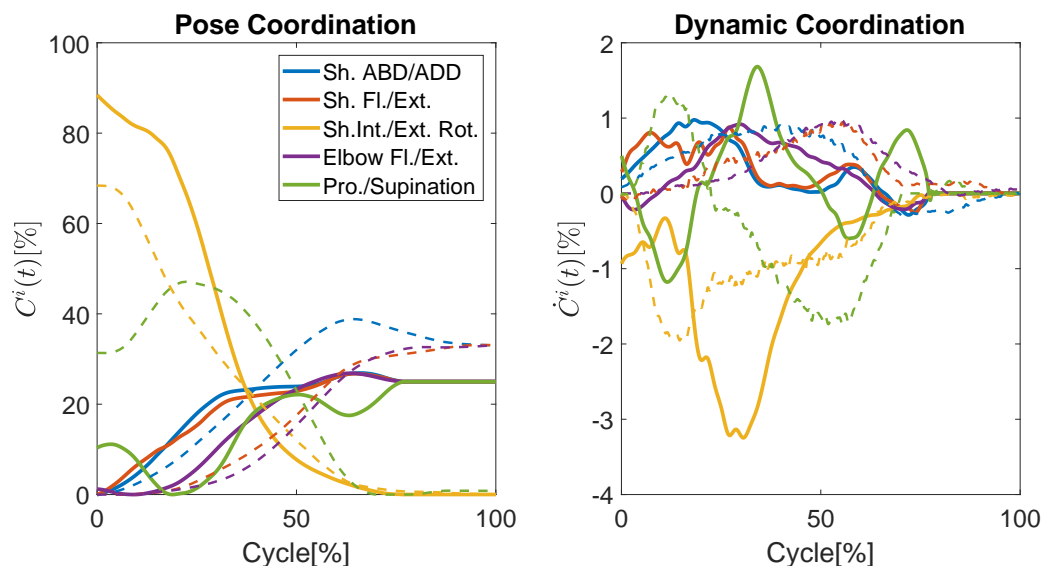 Pose Coordination
100
80
60
40
20
0
0
50
100
Cycle[%]
C^i(t)[%]
Sh. ABD/ADD
Sh. Fl./Ext.
Sh.Int./Ext. Rot.
Elbow Fl./Ext.
Pro./Supination
Dynamic Coordination
2
1
0
-1
-2
-3
-4
0
50
100
Cycle[%]
Ċ^i(t)[%]